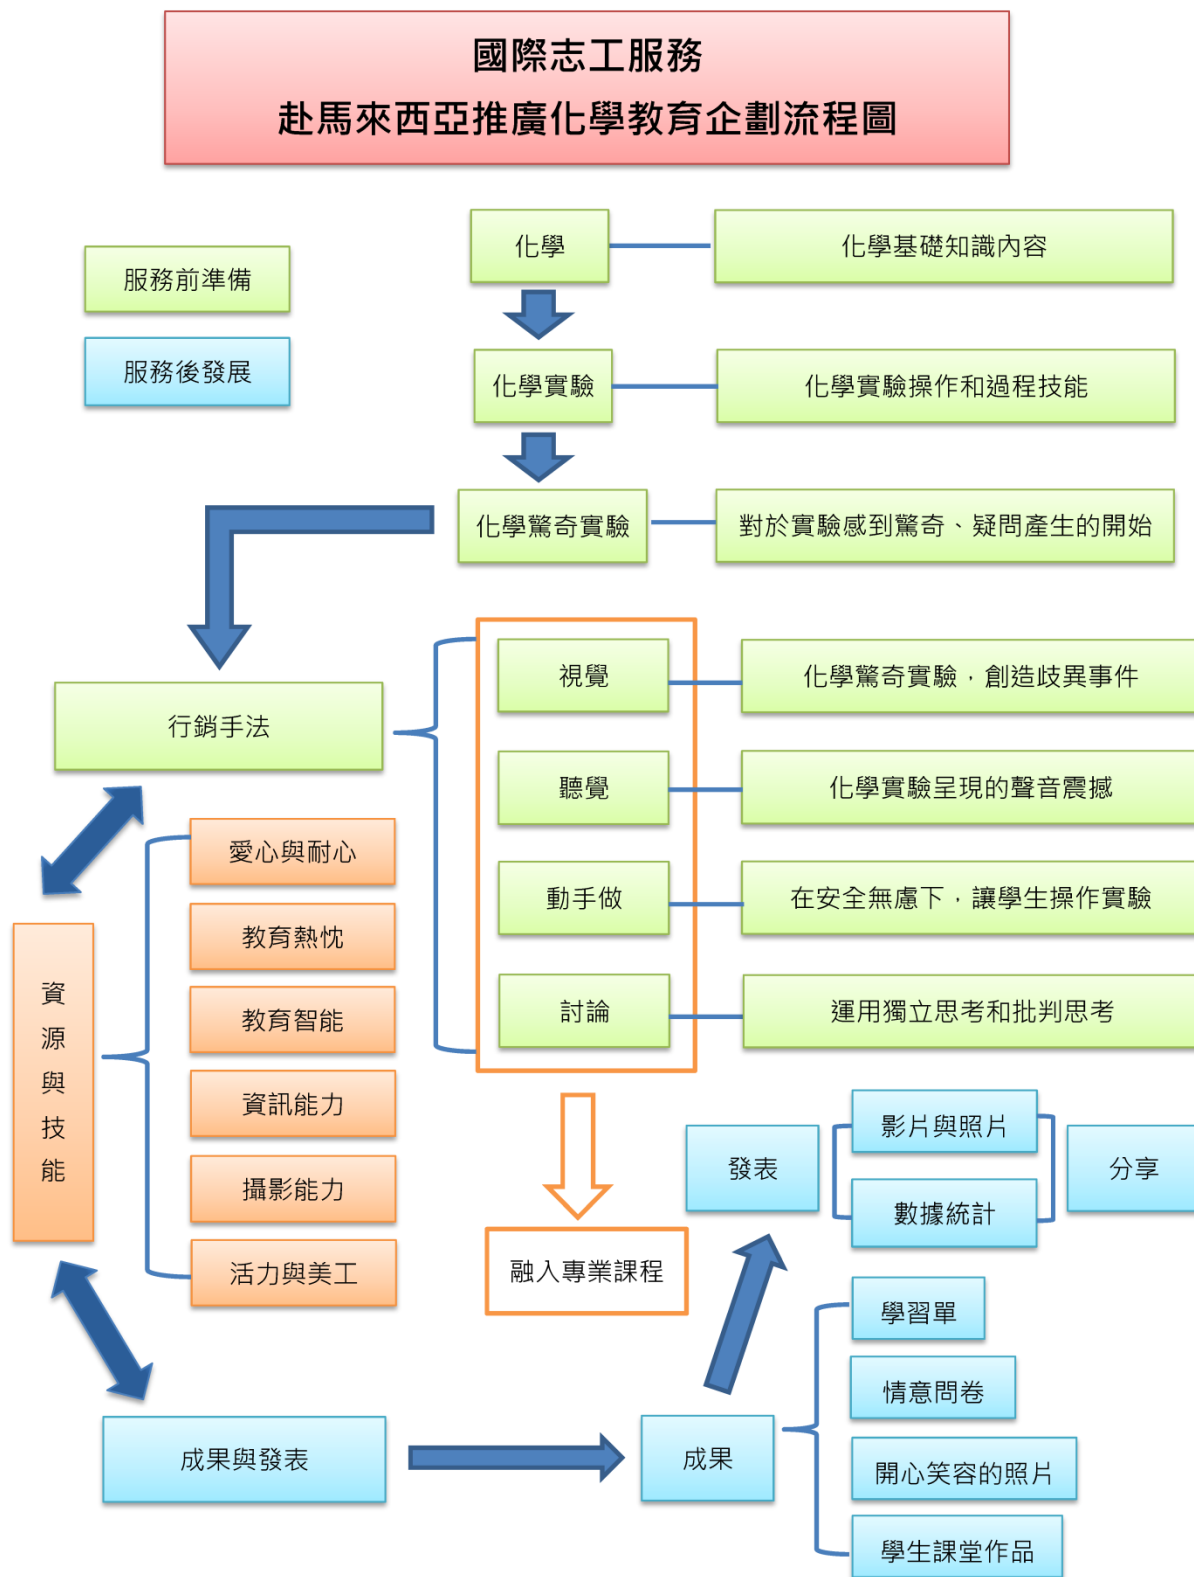 國際志工服務
赴馬來西亞推廣化學教育企劃流程圖
服務前準備
服務後發展
化學
化學基礎知識內容
化學實驗
化學實驗操作和過程技能
化學驚奇實驗
對於實驗感到驚奇、疑問產生的開始
行銷手法
視覺
化學驚奇實驗，創造歧異事件
聽覺
化學實驗呈現的聲音震撼
動手做
在安全無慮下，讓學生操作實驗
討論
運用獨立思考和批判思考
融入專業課程
資源與技能
愛心與耐心
教育熱忱
教育智能
資訊能力
攝影能力
活力與美工
成果與發表
成果
學習單
情意問卷
開心笑容的照片
學生課堂作品
發表
影片與照片
數據統計
分享